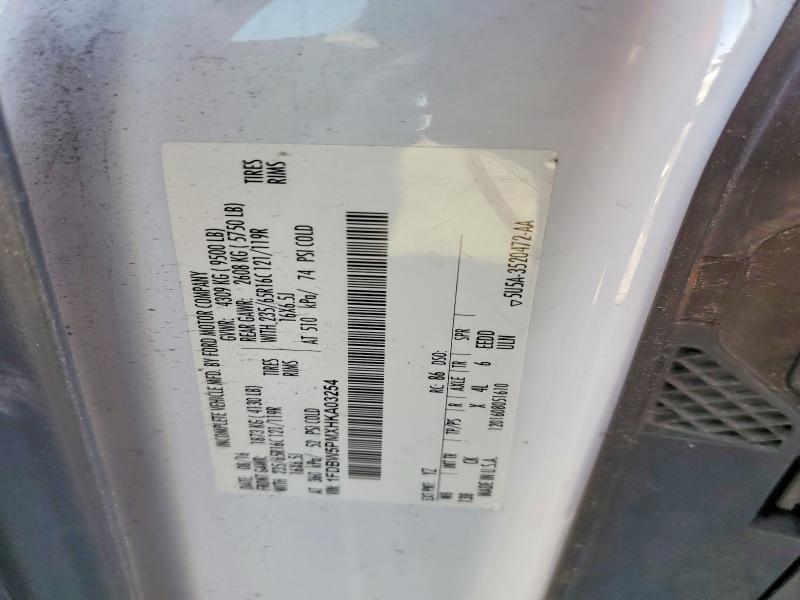 INCOMPLETE VEHICLE MFD. BY FORD MOTOR COMPANY
DATE: 08/16 GVWR: 4309 KG ( 9500 LB)
FRONT GAWR: 1873 KG ( 4130 LB) REAR GAWR: 2608 KG ( 5750 LB)
WITH 235/65R16C 121/119R TIRES WITH 235/65R16C 121/119R TIRES
16X6.5J RIMS 16X6.5J RIMS
AT 360 kPa/ 52 PSI COLD AT 510 kPa/ 74 PSI COLD
VIN: 1FDBW5PMXHKA03254
EXT PNT: YZ RC: 86 DSO:
WB INT TR TP/PS R AXLE TR SPR
138 CK X 4L 6 EEDD
MADE IN U.S.A. 1201608051610 ULN
5U5A-3520472-AA